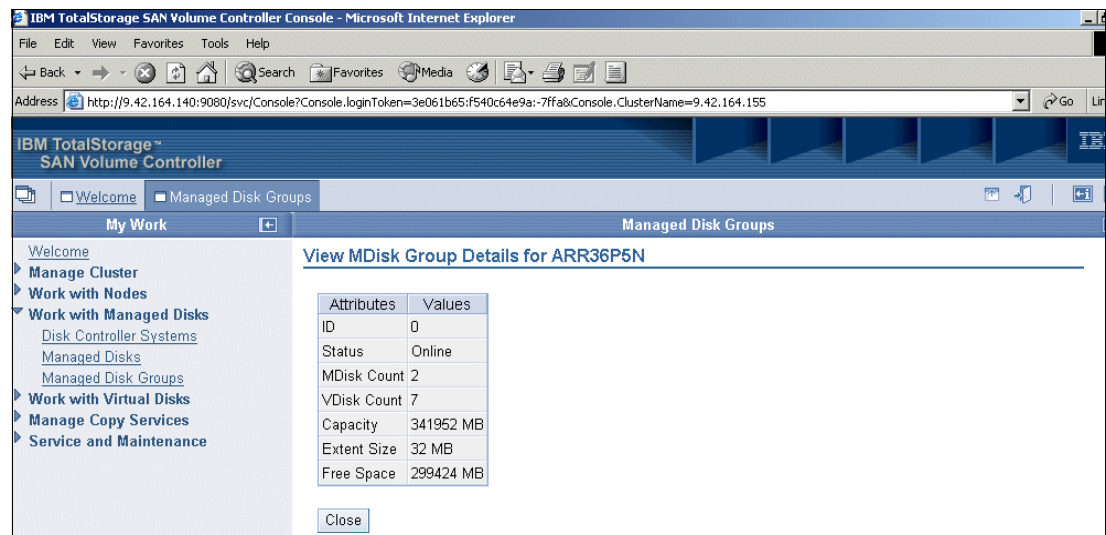 IBM TotalStorage SAN Volume Controller Console - Microsoft Internet Explorer
File Edit View Favorites Tools Help
Back Search Favorites Media
Address http://9.42.164.140:9080/svc/Console?Console.loginToken=3e061b65:f540c64e9a:-7ffa&Console.ClusterName=9.42.164.155 Go
IBM TotalStorage™
SAN Volume Controller
Welcome Managed Disk Groups
My Work Managed Disk Groups
Welcome
Manage Cluster
Work with Nodes
Work with Managed Disks
Disk Controller Systems
Managed Disks
Managed Disk Groups
Work with Virtual Disks
Manage Copy Services
Service and Maintenance
View MDisk Group Details for ARR36P5N
Attributes Values
ID 0
Status Online
MDisk Count 2
VDisk Count 7
Capacity 341952 MB
Extent Size 32 MB
Free Space 299424 MB
Close